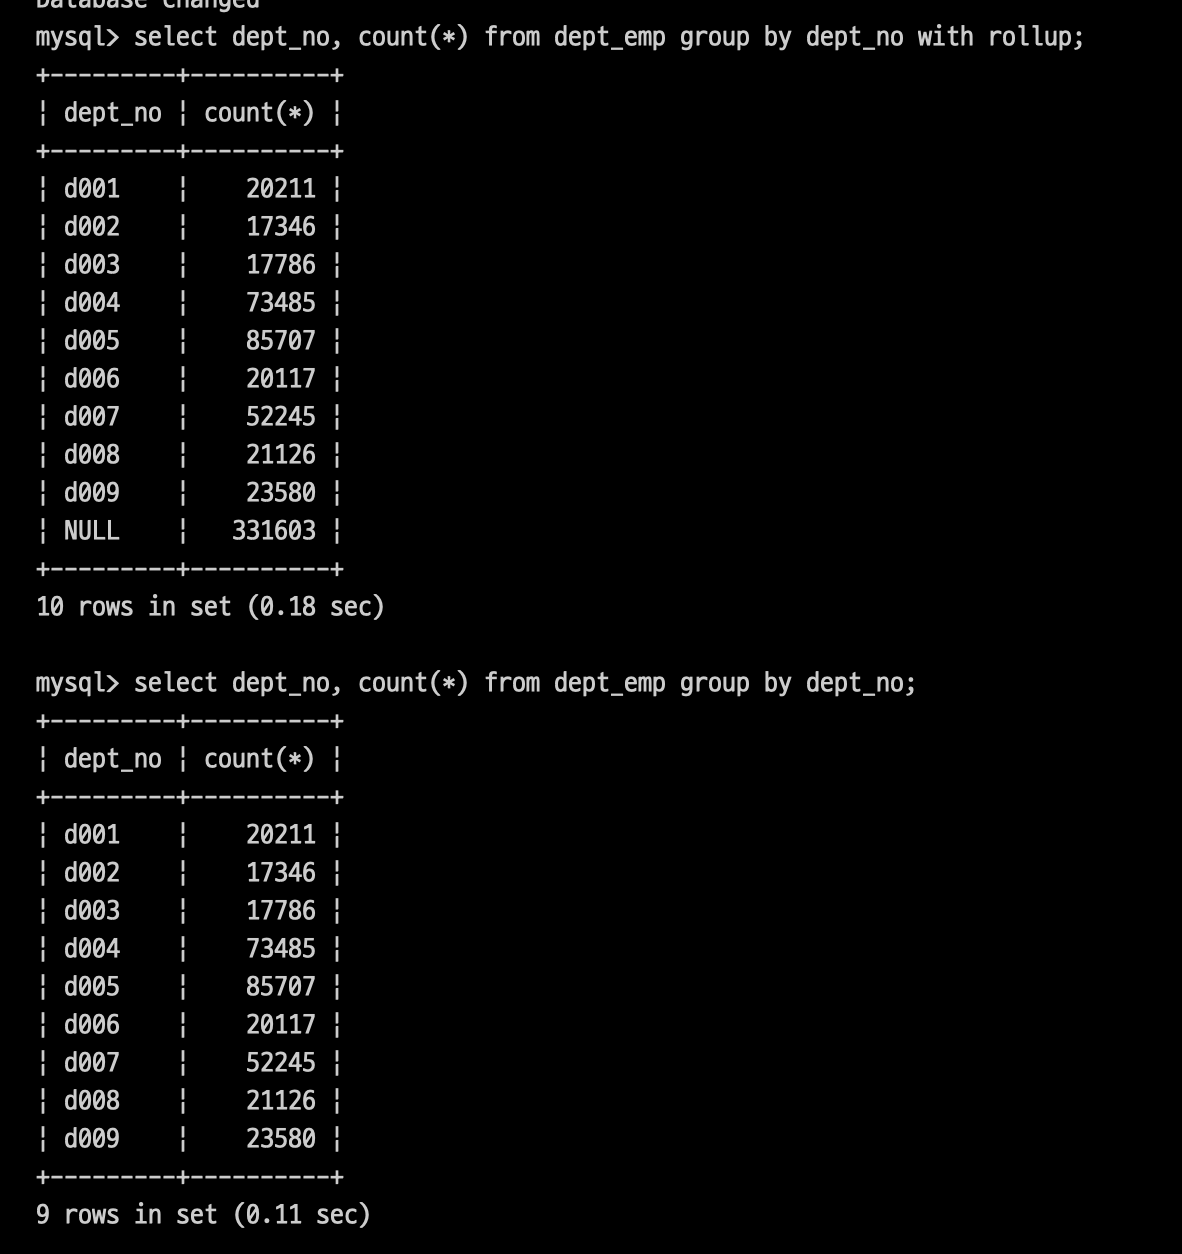 Database changed
mysql> select dept_no, count(*) from dept_emp group by dept_no with rollup;
+---------+----------+
¦ dept_no ¦ count(*) ¦
+---------+----------+
¦ d001    ¦    20211 ¦
¦ d002    ¦    17346 ¦
¦ d003    ¦    17786 ¦
¦ d004    ¦    73485 ¦
¦ d005    ¦    85707 ¦
¦ d006    ¦    20117 ¦
¦ d007    ¦    52245 ¦
¦ d008    ¦    21126 ¦
¦ d009    ¦    23580 ¦
¦ NULL    ¦   331603 ¦
+---------+----------+
10 rows in set (0.18 sec)

mysql> select dept_no, count(*) from dept_emp group by dept_no;
+---------+----------+
¦ dept_no ¦ count(*) ¦
+---------+----------+
¦ d001    ¦    20211 ¦
¦ d002    ¦    17346 ¦
¦ d003    ¦    17786 ¦
¦ d004    ¦    73485 ¦
¦ d005    ¦    85707 ¦
¦ d006    ¦    20117 ¦
¦ d007    ¦    52245 ¦
¦ d008    ¦    21126 ¦
¦ d009    ¦    23580 ¦
+---------+----------+
9 rows in set (0.11 sec)